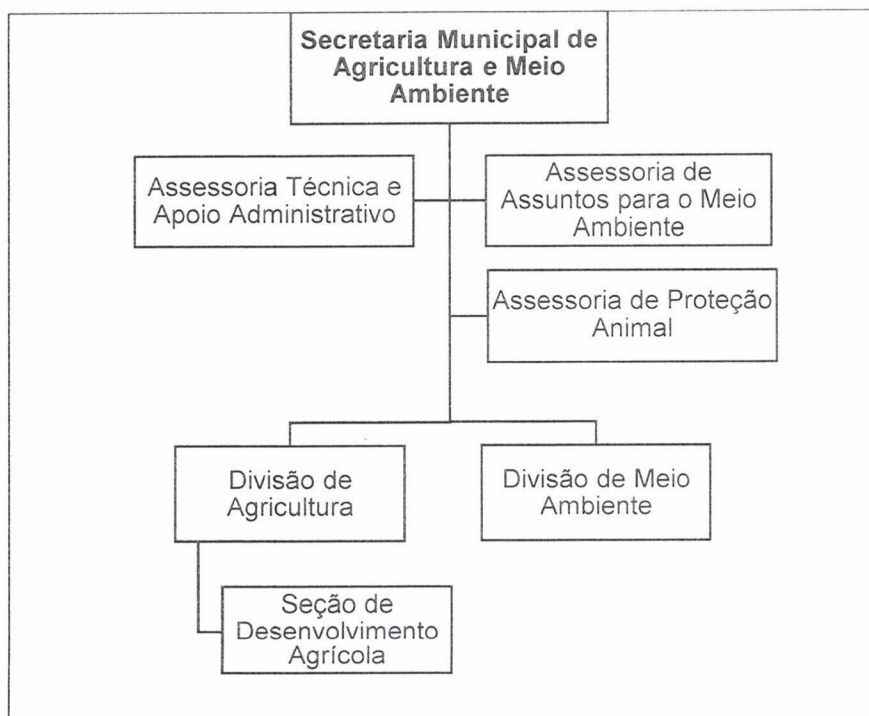 Secretaria Municipal de
Agricultura e Meio
Ambiente
Assessoria Técnica e
Apoio Administrativo
Assessoria de
Assuntos para o Meio
Ambiente
Assessoria de Proteção
Animal
Divisão de
Agricultura
Divisão de Meio
Ambiente
Seção de
Desenvolvimento
Agrícola